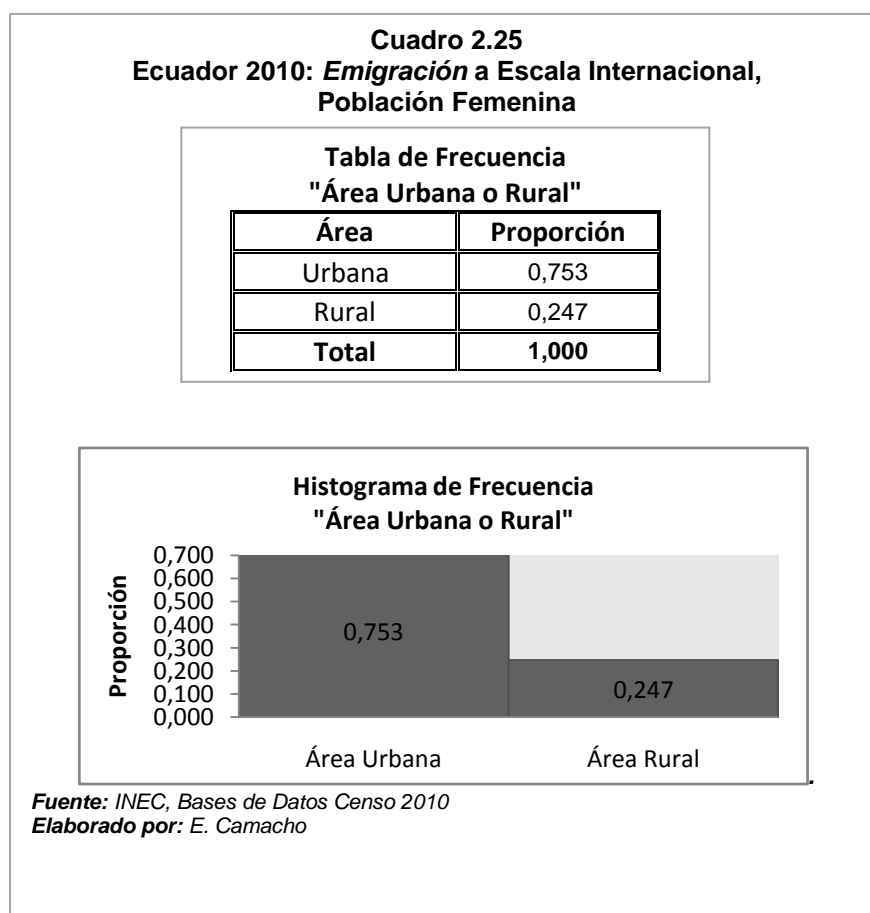 Cuadro 2.25
Ecuador 2010: Emigración a Escala Internacional,
Población Femenina
Tabla de Frecuencia
"Área Urbana o Rural"
Área Proporción
Urbana 0,753
Rural 0,247
Total 1,000
Histograma de Frecuencia
"Área Urbana o Rural"
Proporción
0,700
0,600
0,500
0,400
0,300
0,200
0,100
0,000
0,753
0,247
Área Urbana Área Rural
.
Fuente: INEC, Bases de Datos Censo 2010
Elaborado por: E. Camacho